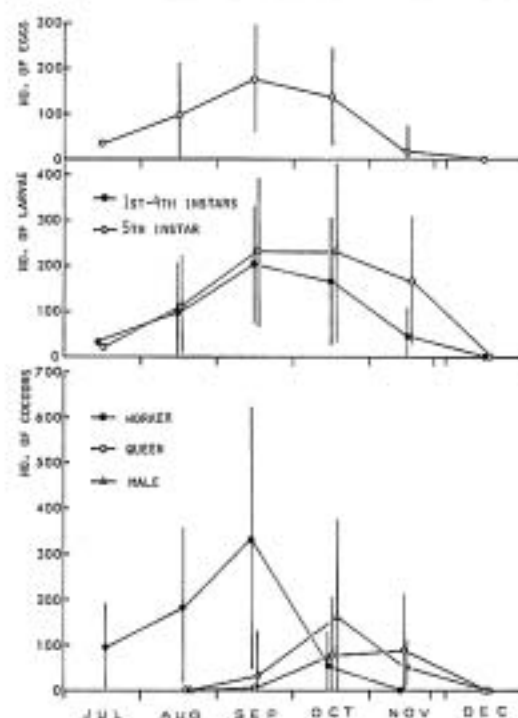 NO. OF EGGS
300
200
100
0
NO. OF LARVAE
400
300
200
100
0
1ST-4TH INSTARS
5TH INSTAR
NO. OF COCOONS
700
600
500
400
300
200
100
0
WORKER
QUEEN
MALE
JUL AUG SEP OCT NOV DEC